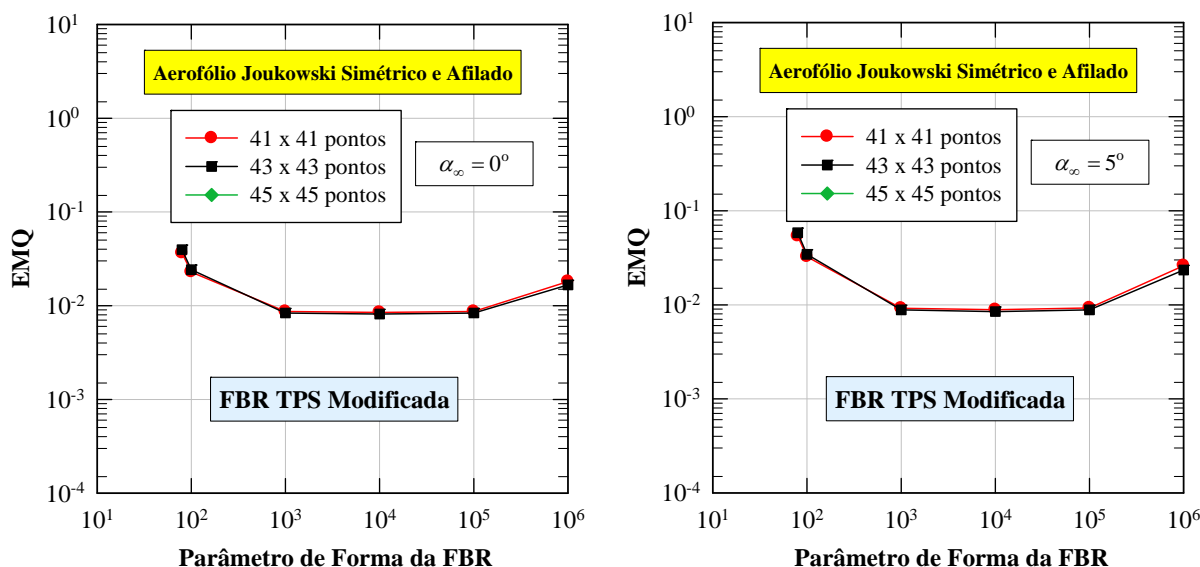 Aerofólio Joukowski Simétrico e Afilado
41 x 41 pontos
43 x 43 pontos
45 x 45 pontos
α∞ = 0º
FBR TPS Modificada
EMQ
10¹
10⁰
10⁻¹
10⁻²
10⁻³
10⁻⁴
10¹ 10² 10³ 10⁴ 10⁵ 10⁶
Parâmetro de Forma da FBR
Aerofólio Joukowski Simétrico e Afilado
41 x 41 pontos
43 x 43 pontos
45 x 45 pontos
α∞ = 5º
FBR TPS Modificada
EMQ
10¹
10⁰
10⁻¹
10⁻²
10⁻³
10⁻⁴
10¹ 10² 10³ 10⁴ 10⁵ 10⁶
Parâmetro de Forma da FBR